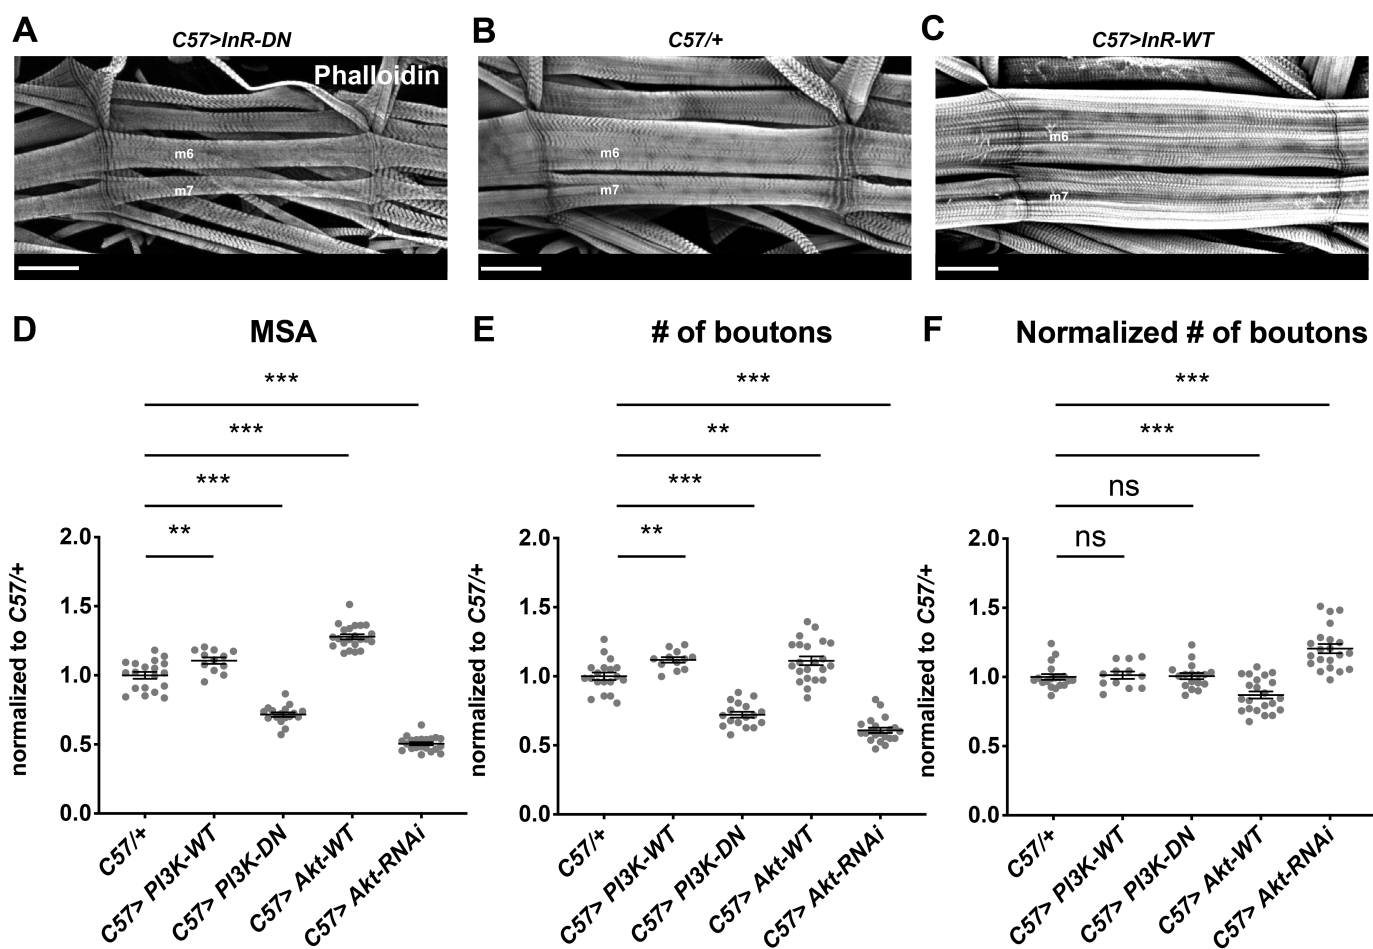 A
C57>InR-DN
Phalloidin
m6
m7
B
C57/+
m6
m7
C
C57>InR-WT
m6
m7
D
MSA
***
***
***
**
normalized to C57/+
2.0
1.5
1.0
0.5
0.0
C57/+
C57> PI3K-WT
C57> PI3K-DN
C57> Akt-WT
C57> Akt-RNAi
E
# of boutons
***
**
***
**
normalized to C57/+
2.0
1.5
1.0
0.5
0.0
C57/+
C57> PI3K-WT
C57> PI3K-DN
C57> Akt-WT
C57> Akt-RNAi
F
Normalized # of boutons
***
***
ns
ns
normalized to C57/+
2.0
1.5
1.0
0.5
0.0
C57/+
C57> PI3K-WT
C57> PI3K-DN
C57> Akt-WT
C57> Akt-RNAi